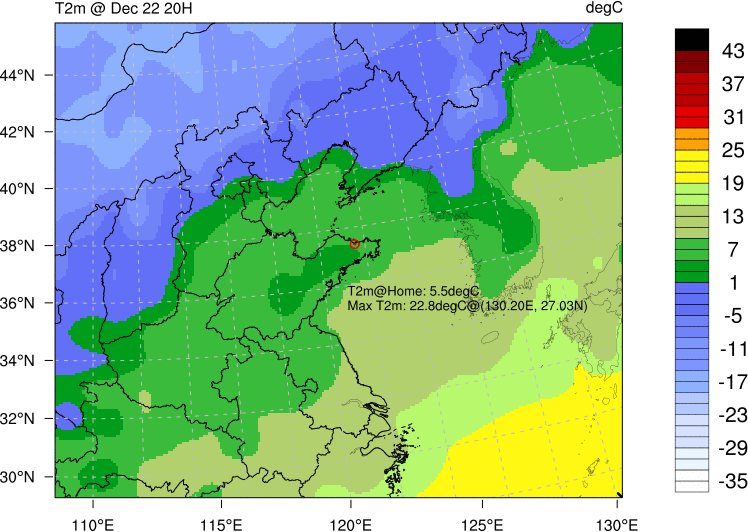 T2m @ Dec 22 20H
degC
44°N
42°N
40°N
38°N
36°N
34°N
32°N
30°N
T2m@Home: 5.5degC
Max T2m: 22.8degC@(130.20E, 27.03N)
110°E
115°E
120°E
125°E
130°E
43
37
31
25
19
13
7
1
-5
-11
-17
-23
-29
-35